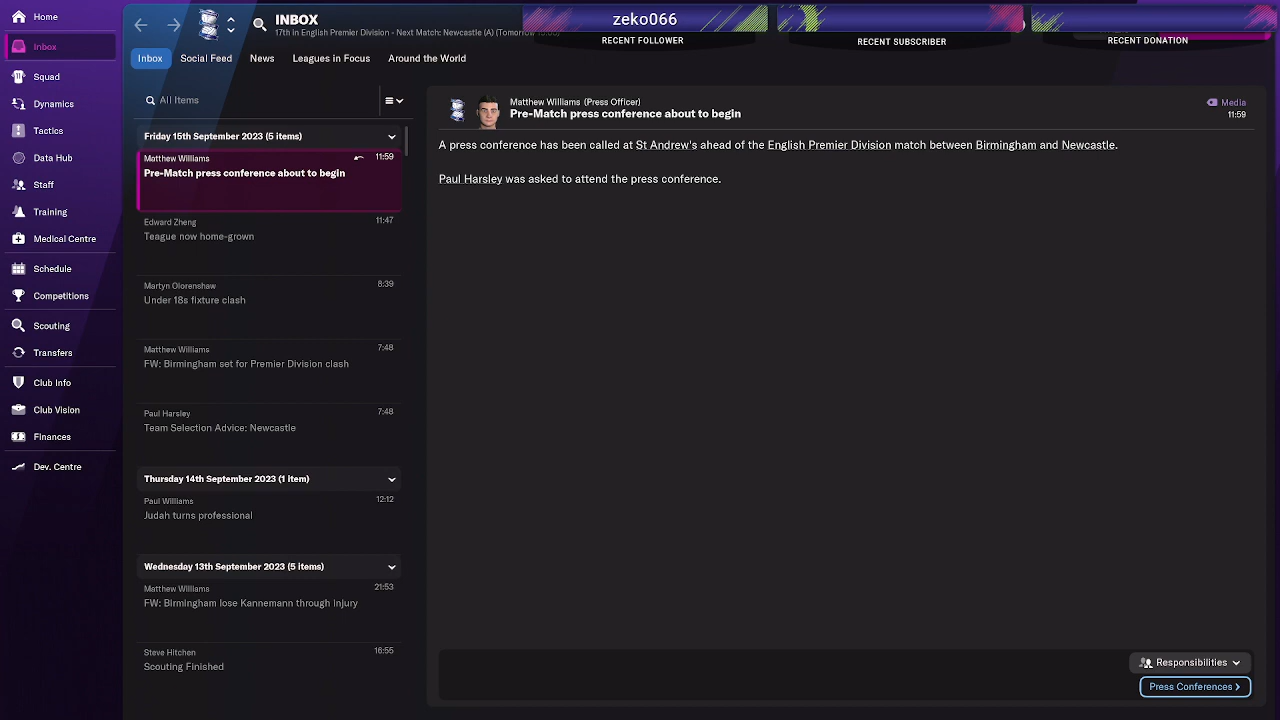 Home
Inbox
Squad
Dynamics
Tactics
Data Hub
Staff
Training
Medical Centre
Schedule
Competitions
Scouting
Transfers
Club Info
Club Vision
Finances
Dev. Centre
INBOX
17th in English Premier Division - Next Match: Newcastle (A) (Tomorrow
zeko066
RECENT FOLLOWER
RECENT SUBSCRIBER
RECENT DONATION
Inbox
Social Feed
News
Leagues in Focus
Around the World
All Items
Friday 15th September 2023 (5 items)
Matthew Williams 11:59
Pre-Match press conference about to begin
Edward Zheng 11:47
Teague now home-grown
Martyn Olorenshaw 8:39
Under 18s fixture clash
Matthew Williams 7:48
FW: Birmingham set for Premier Division clash
Paul Harsley 7:48
Team Selection Advice: Newcastle
Thursday 14th September 2023 (1 item)
Paul Williams 12:12
Judah turns professional
Wednesday 13th September 2023 (5 items)
Matthew Williams 21:53
FW: Birmingham lose Kannemann through injury
Steve Hitchen 16:55
Scouting Finished
Matthew Williams (Press Officer)
Pre-Match press conference about to begin
Media
11:59
A press conference has been called at St Andrew's ahead of the English Premier Division match between Birmingham and Newcastle.
Paul Harsley was asked to attend the press conference.
Responsibilities
Press Conferences